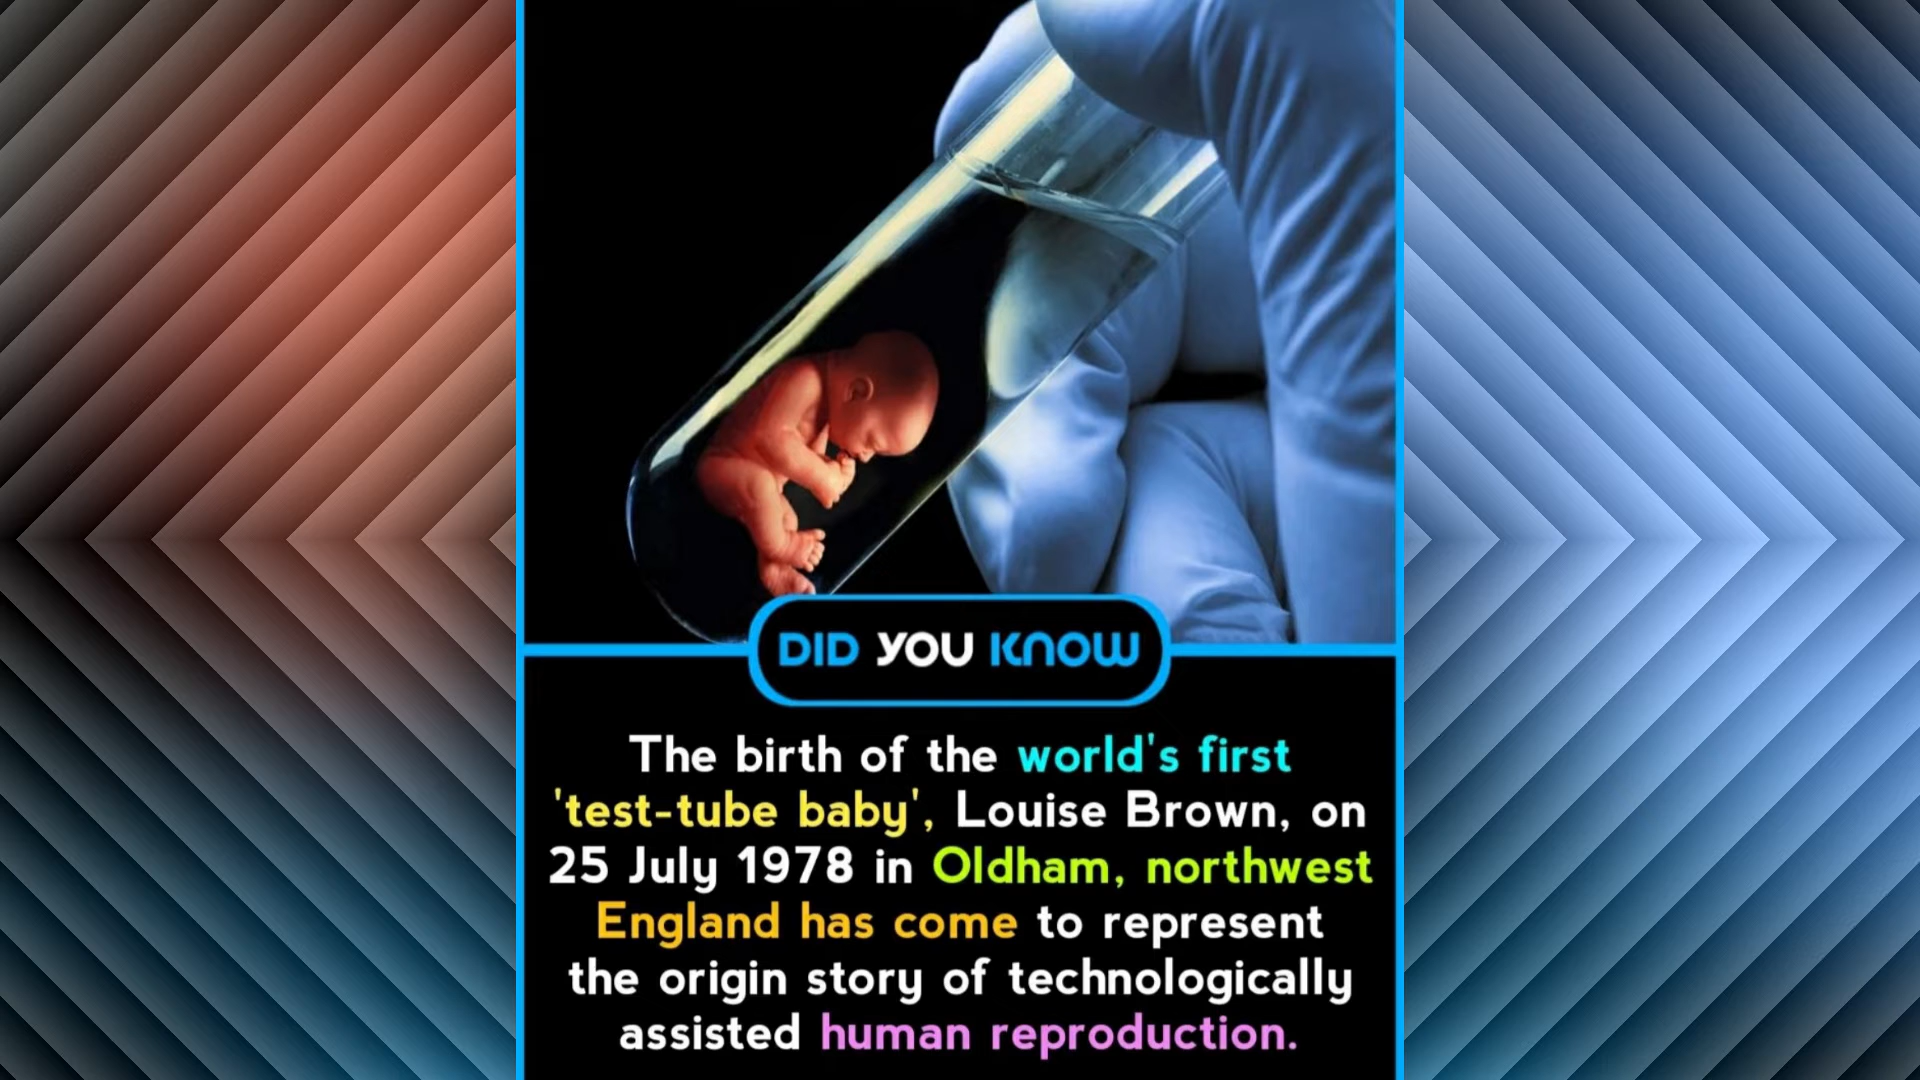 DID YOU KNOW
The birth of the world's first
'test-tube baby', Louise Brown, on
25 July 1978 in Oldham, northwest
England has come to represent
the origin story of technologically
assisted human reproduction.